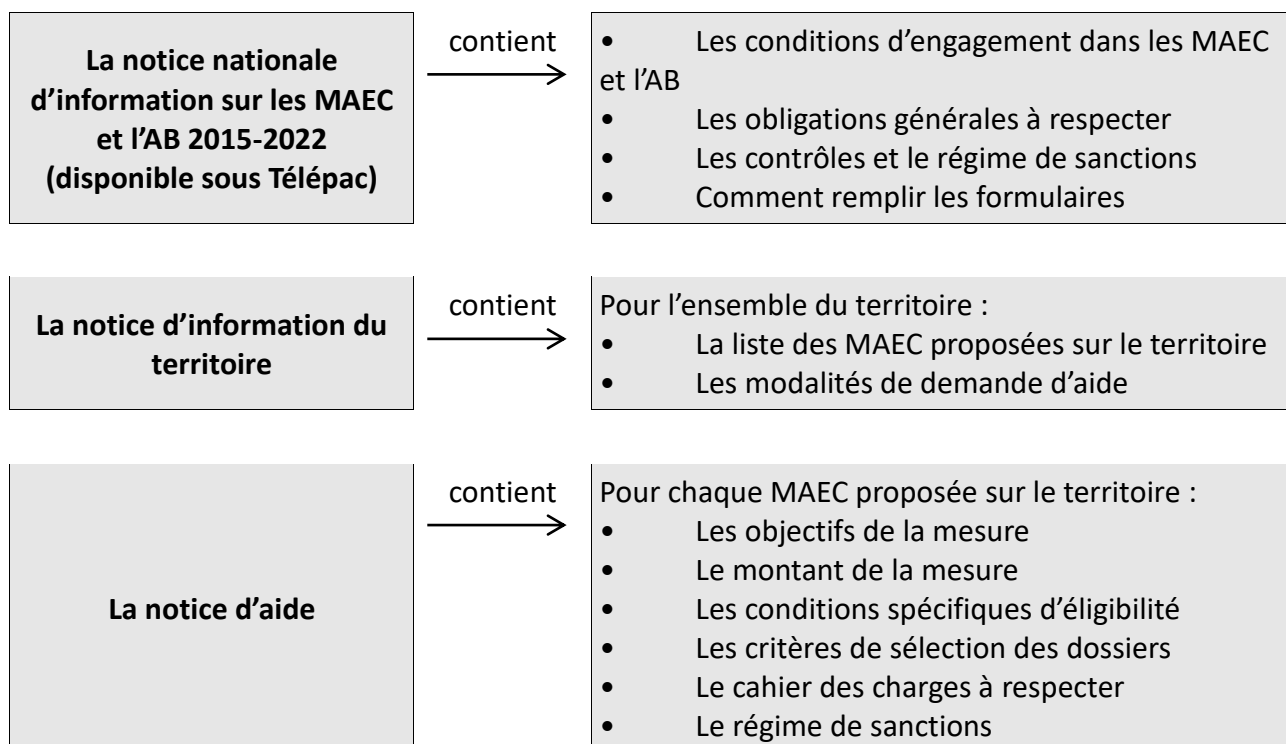 La notice nationale
d’information sur les MAEC
et l’AB 2015-2022
(disponible sous Télépac)
contient
• Les conditions d’engagement dans les MAEC
et l’AB
• Les obligations générales à respecter
• Les contrôles et le régime de sanctions
• Comment remplir les formulaires
La notice d’information du
territoire
contient
Pour l’ensemble du territoire :
• La liste des MAEC proposées sur le territoire
• Les modalités de demande d’aide
La notice d’aide
contient
Pour chaque MAEC proposée sur le territoire :
• Les objectifs de la mesure
• Le montant de la mesure
• Les conditions spécifiques d’éligibilité
• Les critères de sélection des dossiers
• Le cahier des charges à respecter
• Le régime de sanctions